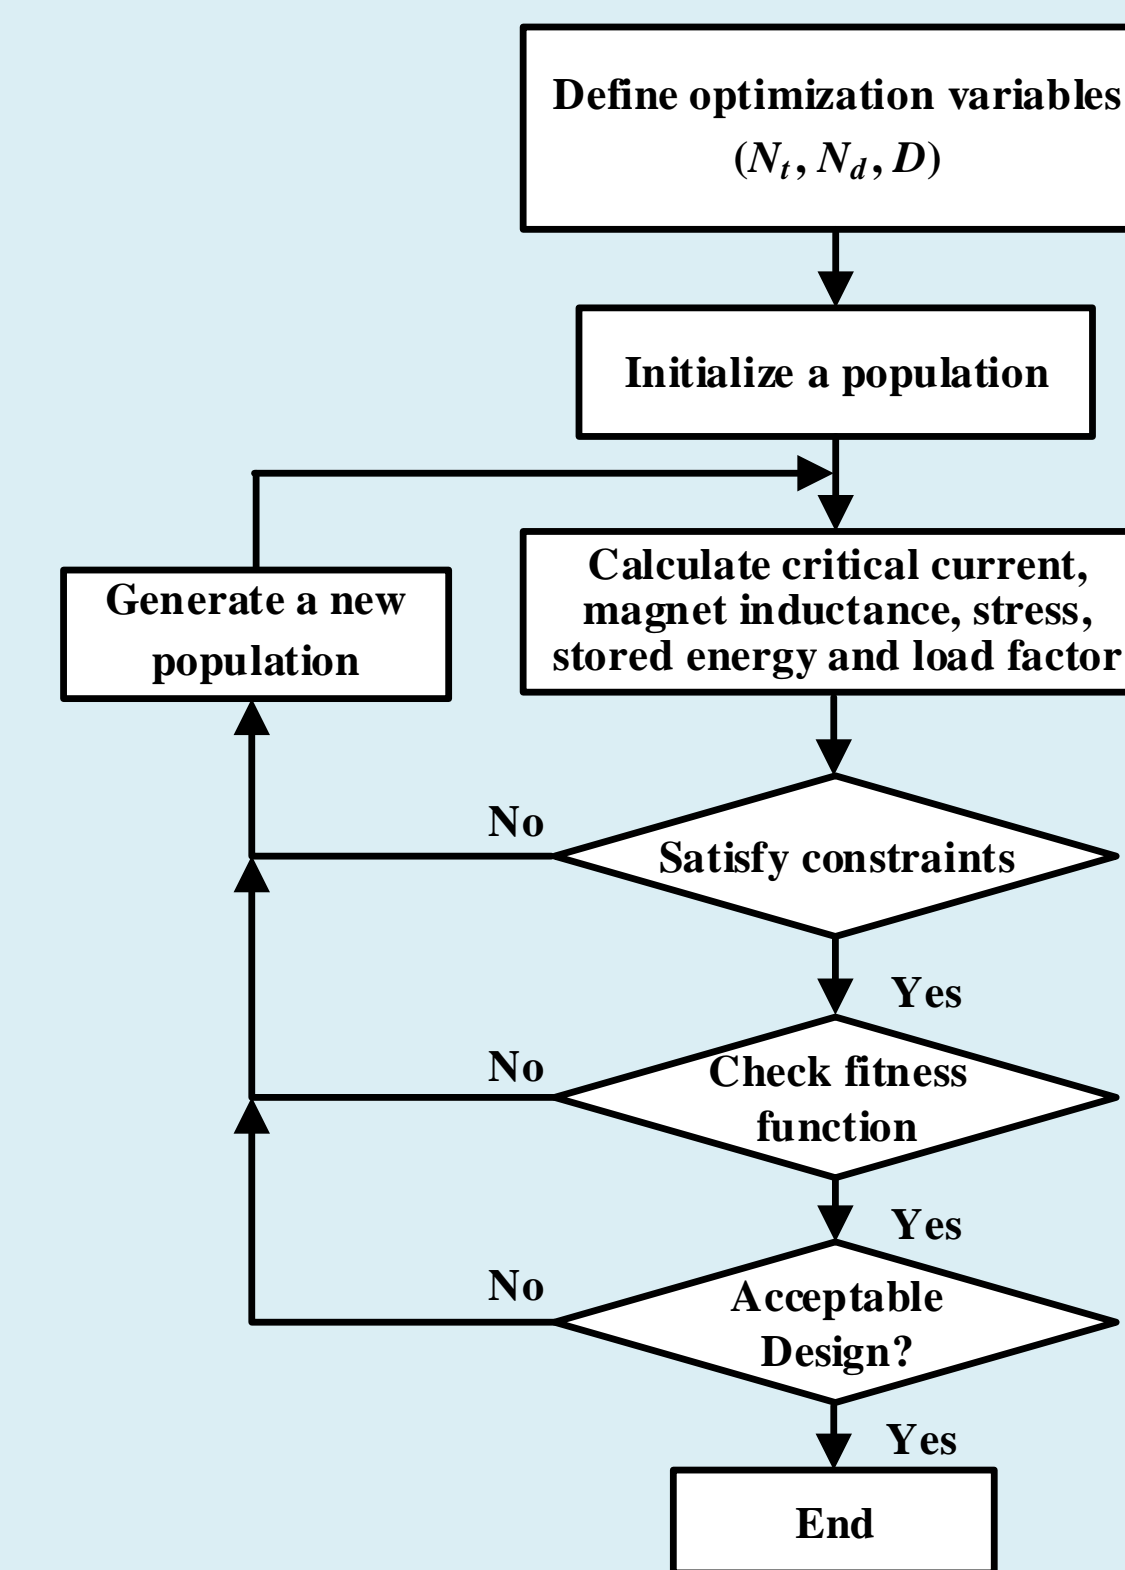 Define optimization variables
(Nt, Nd, D)
Initialize a population
Generate a new
population
Calculate critical current,
magnet inductance, stress,
stored energy and load factor
No
Satisfy constraints
Yes
No
Check fitness
function
Yes
No
Acceptable
Design?
Yes
End